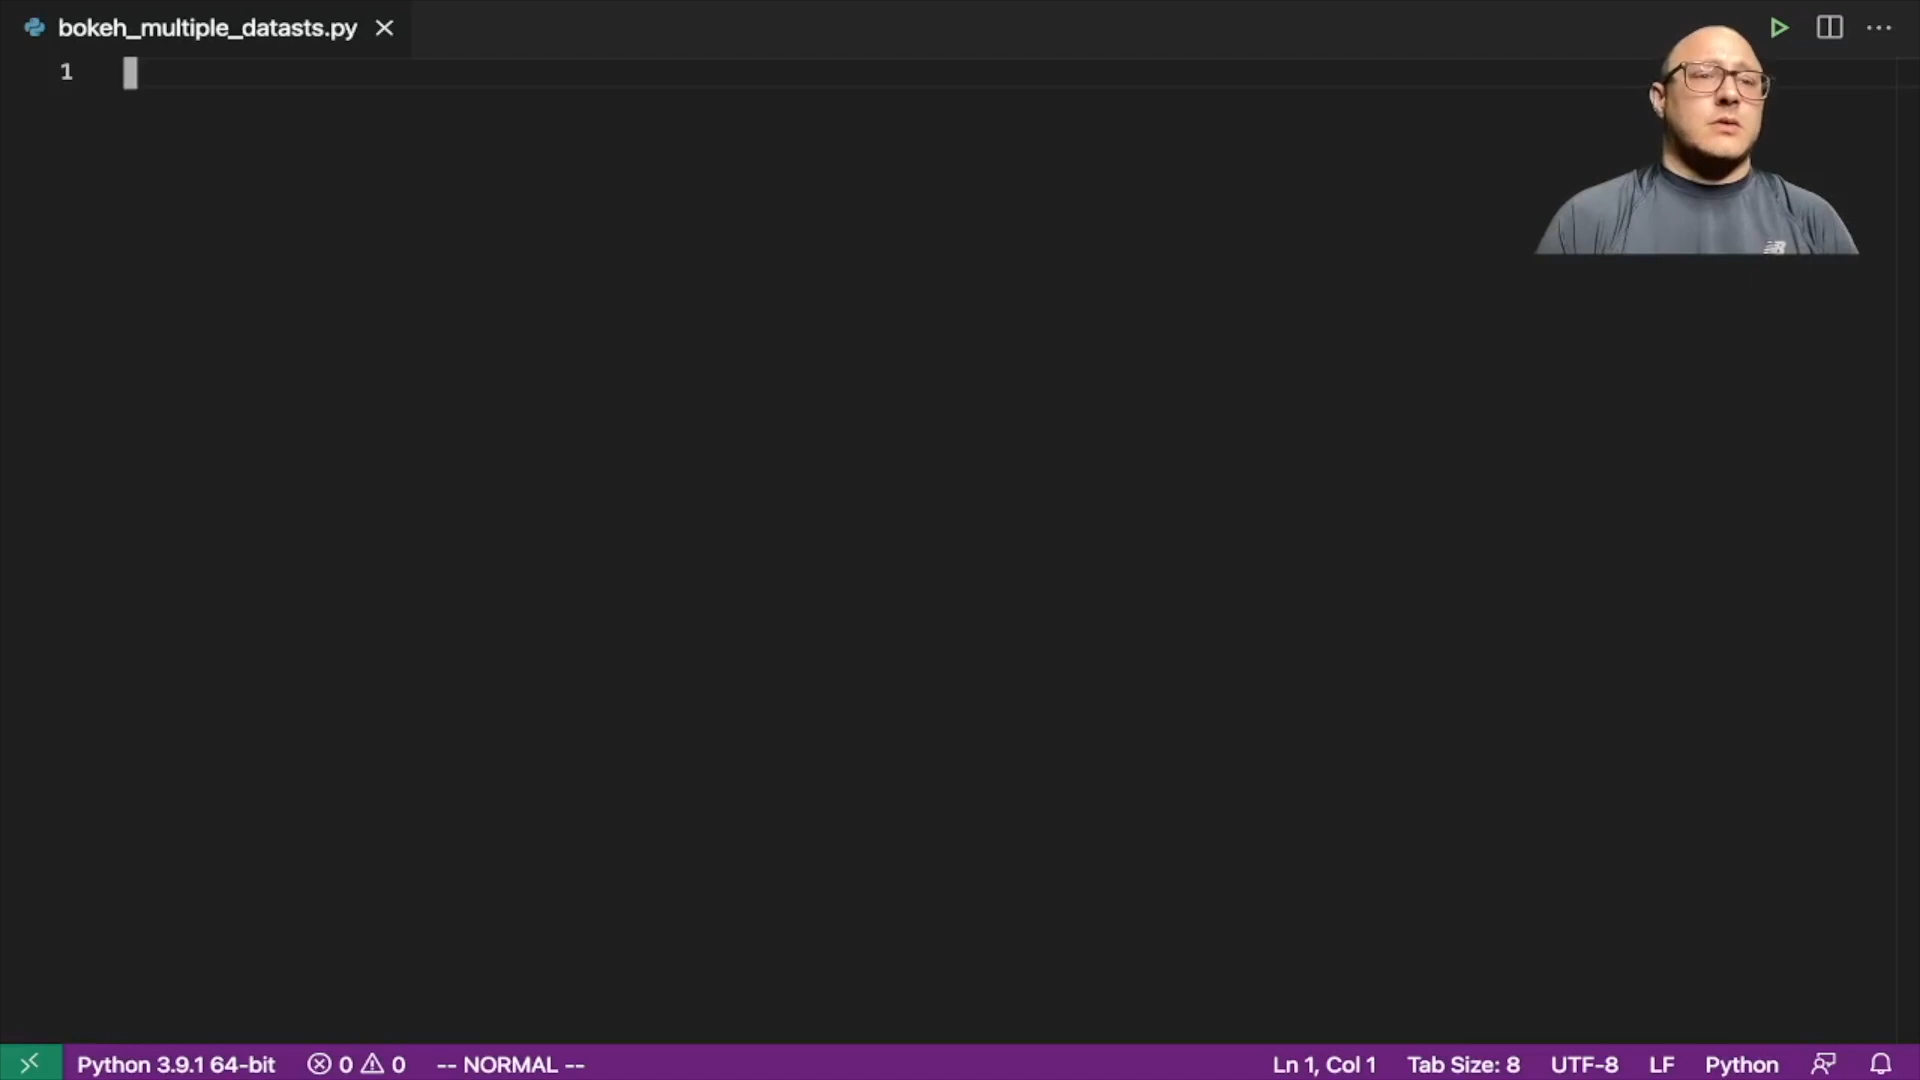 bokeh_multiple_datasts.py
1
Python 3.9.1 64-bit 0 0 -- NORMAL -- Ln 1, Col 1 Tab Size: 8 UTF-8 LF Python